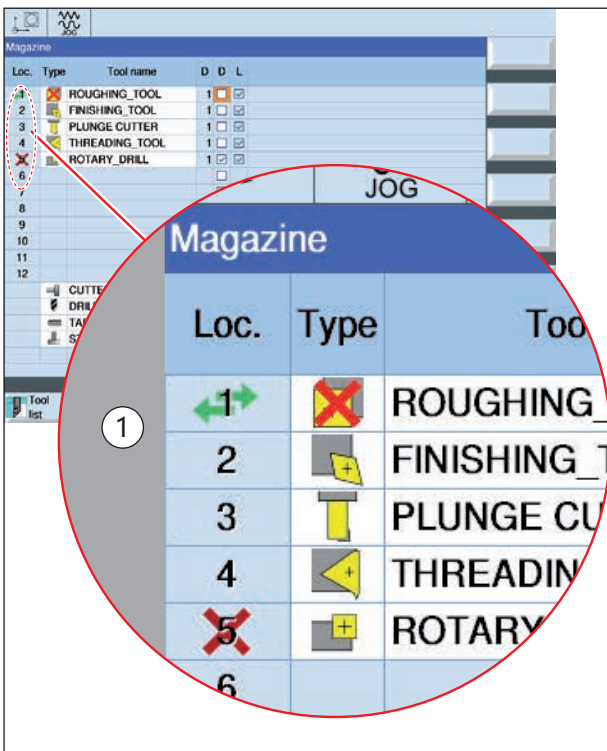 JOG
Magazine
Loc. Type Tool name D D L
1 ROUGHING_TOOL 1
2 FINISHING_TOOL 1
3 PLUNGE CUTTER 1
4 THREADING_TOOL 1
5 ROTARY_DRILL 1
6
7
8
9
10
11
12
CUTTE
DRIL
TA
S
Tool
list
JOG
Magazine
Loc. Type Too
1 ROUGHING_
2 FINISHING_T
3 PLUNGE CU
4 THREADIN
5 ROTARY
6
1